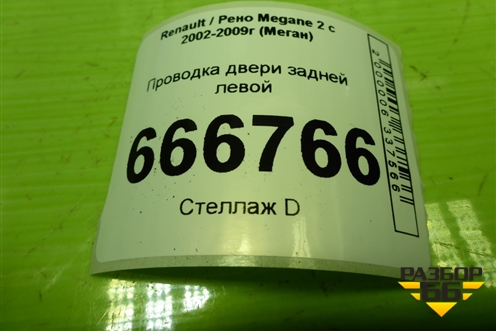 Renault / Рено Megane 2 с
2002-2009г (Меган)
Проводка двери задней
левой
666766
Стеллаж D
2000006337566
РАЗБОР
66